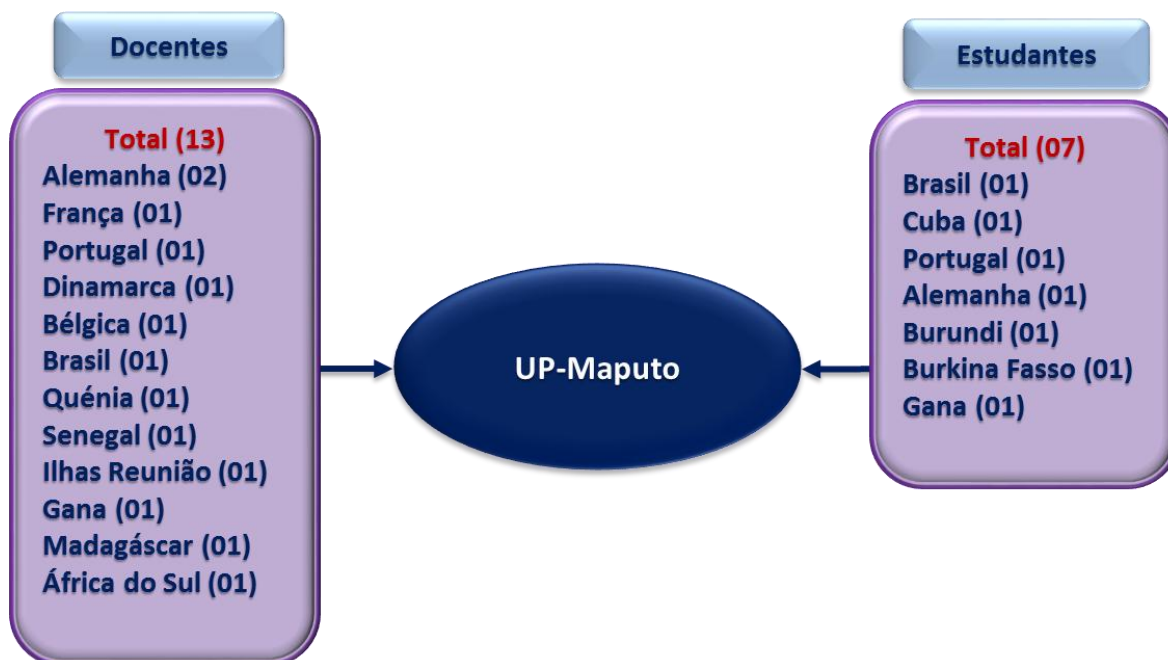 Docentes
Total (13)
Alemanha (02)
França (01)
Portugal (01)
Dinamarca (01)
Bélgica (01)
Brasil (01)
Quénia (01)
Senegal (01)
Ilhas Reunião (01)
Gana (01)
Madagáscar (01)
África do Sul (01)
UP-Maputo
Estudantes
Total (07)
Brasil (01)
Cuba (01)
Portugal (01)
Alemanha (01)
Burundi (01)
Burkina Fasso (01)
Gana (01)